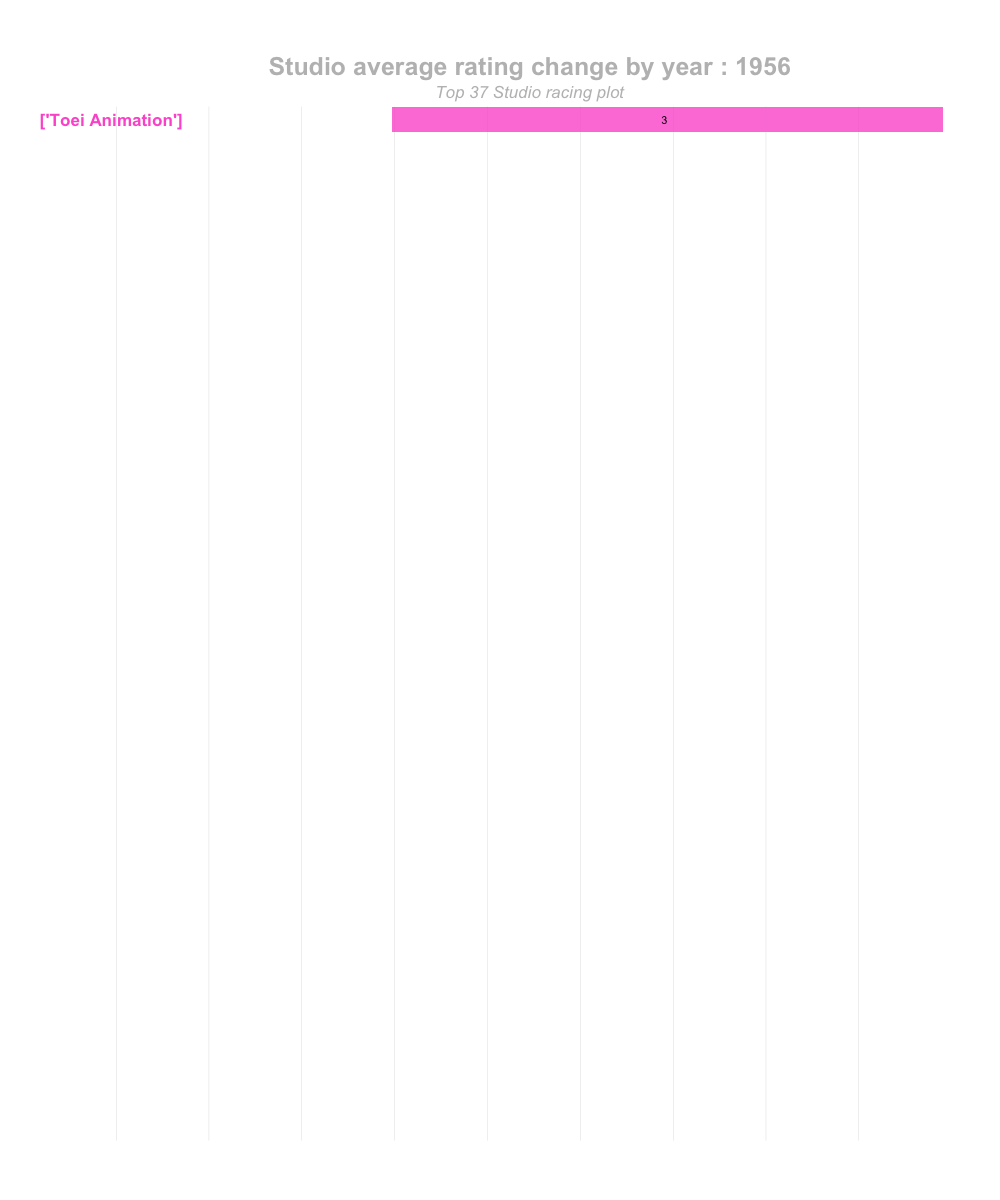 Studio average rating change by year : 1956
Top 37 Studio racing plot
['Toei Animation']
3